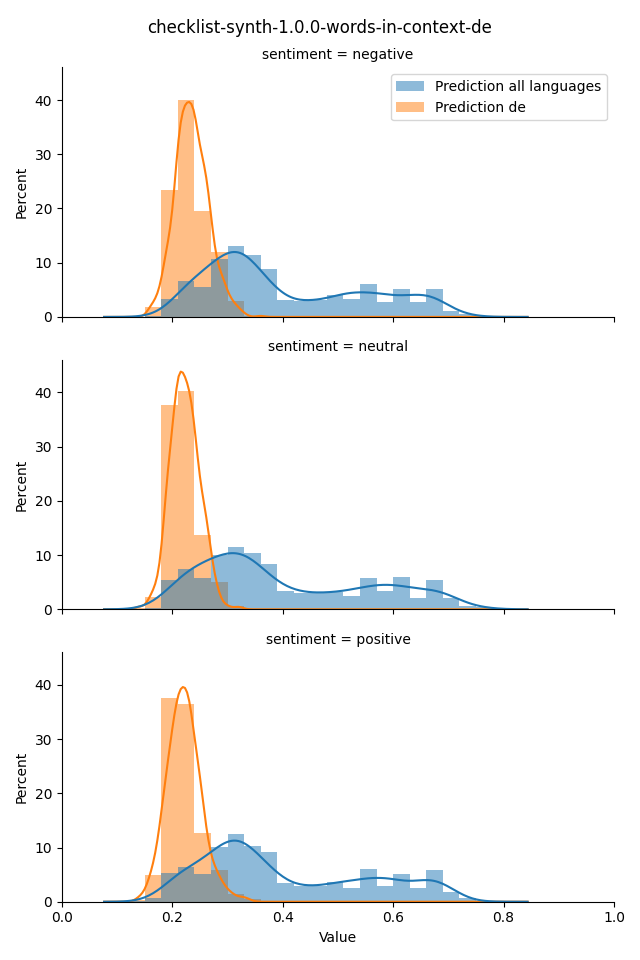 checklist-synth-1.0.0-words-in-context-de
sentiment = negative
Prediction all languages
Prediction de
Percent
40
30
20
10
0
sentiment = neutral
Percent
40
30
20
10
0
sentiment = positive
Percent
40
30
20
10
0
0.0 0.2 0.4 0.6 0.8 1.0
Value